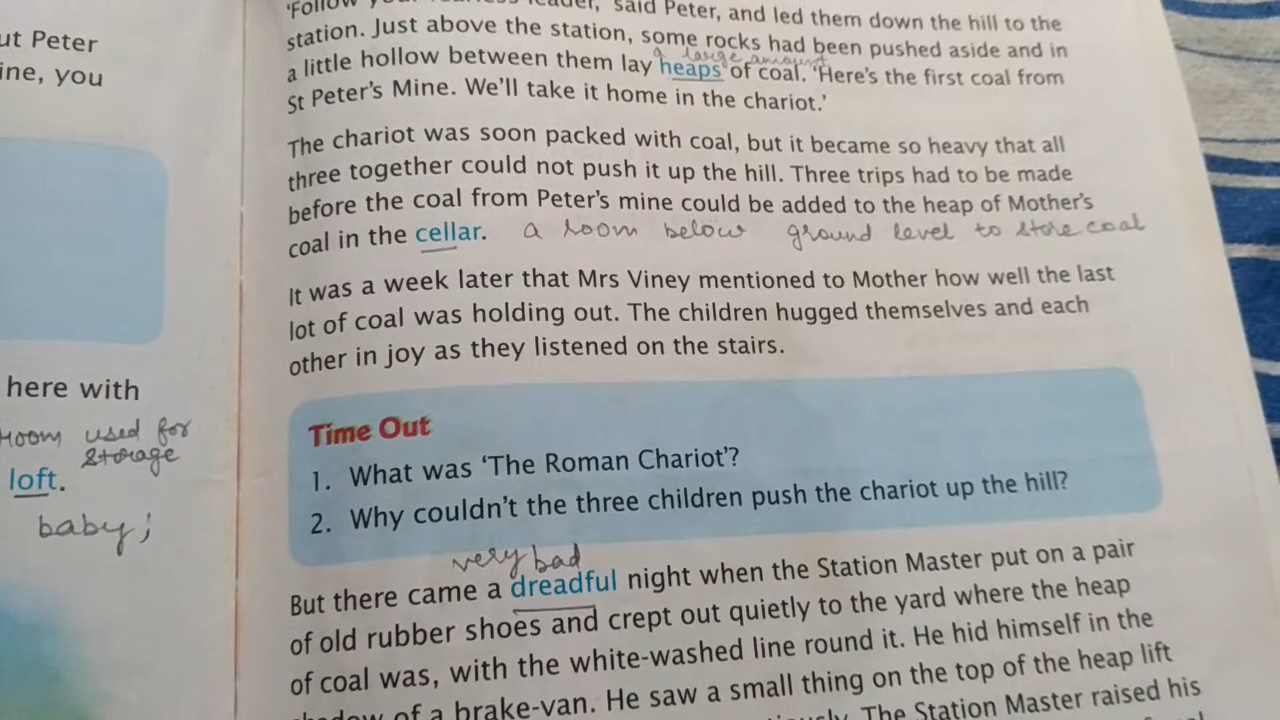 ut Peter
ine, you
here with
room used for
storage
loft.
baby;
'Follow said Peter, and led them down the hill to the
station. Just above the station, some rocks had been pushed aside and in
a large amount
a little hollow between them lay heaps of coal. 'Here's the first coal from
St Peter's Mine. We'll take it home in the chariot.'
The chariot was soon packed with coal, but it became so heavy that all
three together could not push it up the hill. Three trips had to be made
before the coal from Peter's mine could be added to the heap of Mother's
coal in the cellar. a room below ground level to store coal
It was a week later that Mrs Viney mentioned to Mother how well the last
lot of coal was holding out. The children hugged themselves and each
other in joy as they listened on the stairs.
Time Out
1. What was 'The Roman Chariot'?
2. Why couldn't the three children push the chariot up the hill?
very bad
But there came a dreadful night when the Station Master put on a pair
of old rubber shoes and crept out quietly to the yard where the heap
of coal was, with the white-washed line round it. He hid himself in the
of a brake-van. He saw a small thing on the top of the heap lift
The Station Master raised his